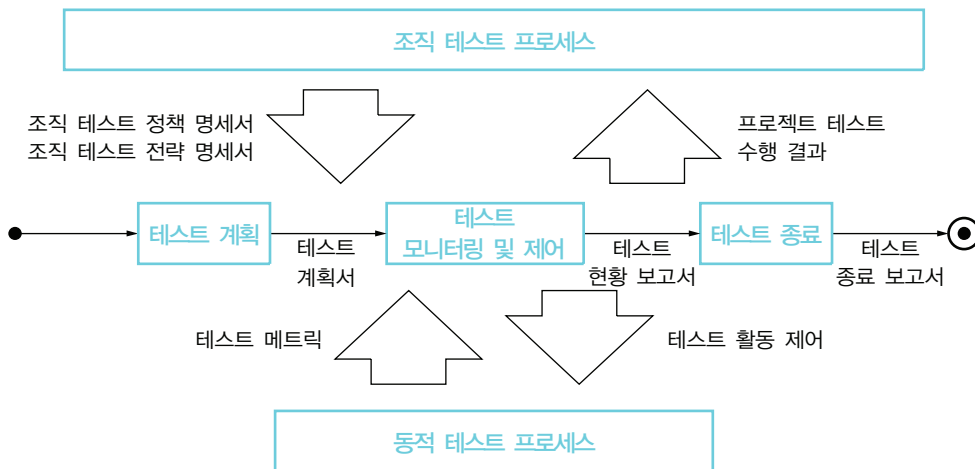 조직 테스트 프로세스
조직 테스트 정책 명세서
조직 테스트 전략 명세서
프로젝트 테스트
수행 결과
테스트 계획
테스트
계획서
테스트
모니터링 및 제어
테스트
현황 보고서
테스트 종료
테스트
종료 보고서
테스트 메트릭
테스트 활동 제어
동적 테스트 프로세스